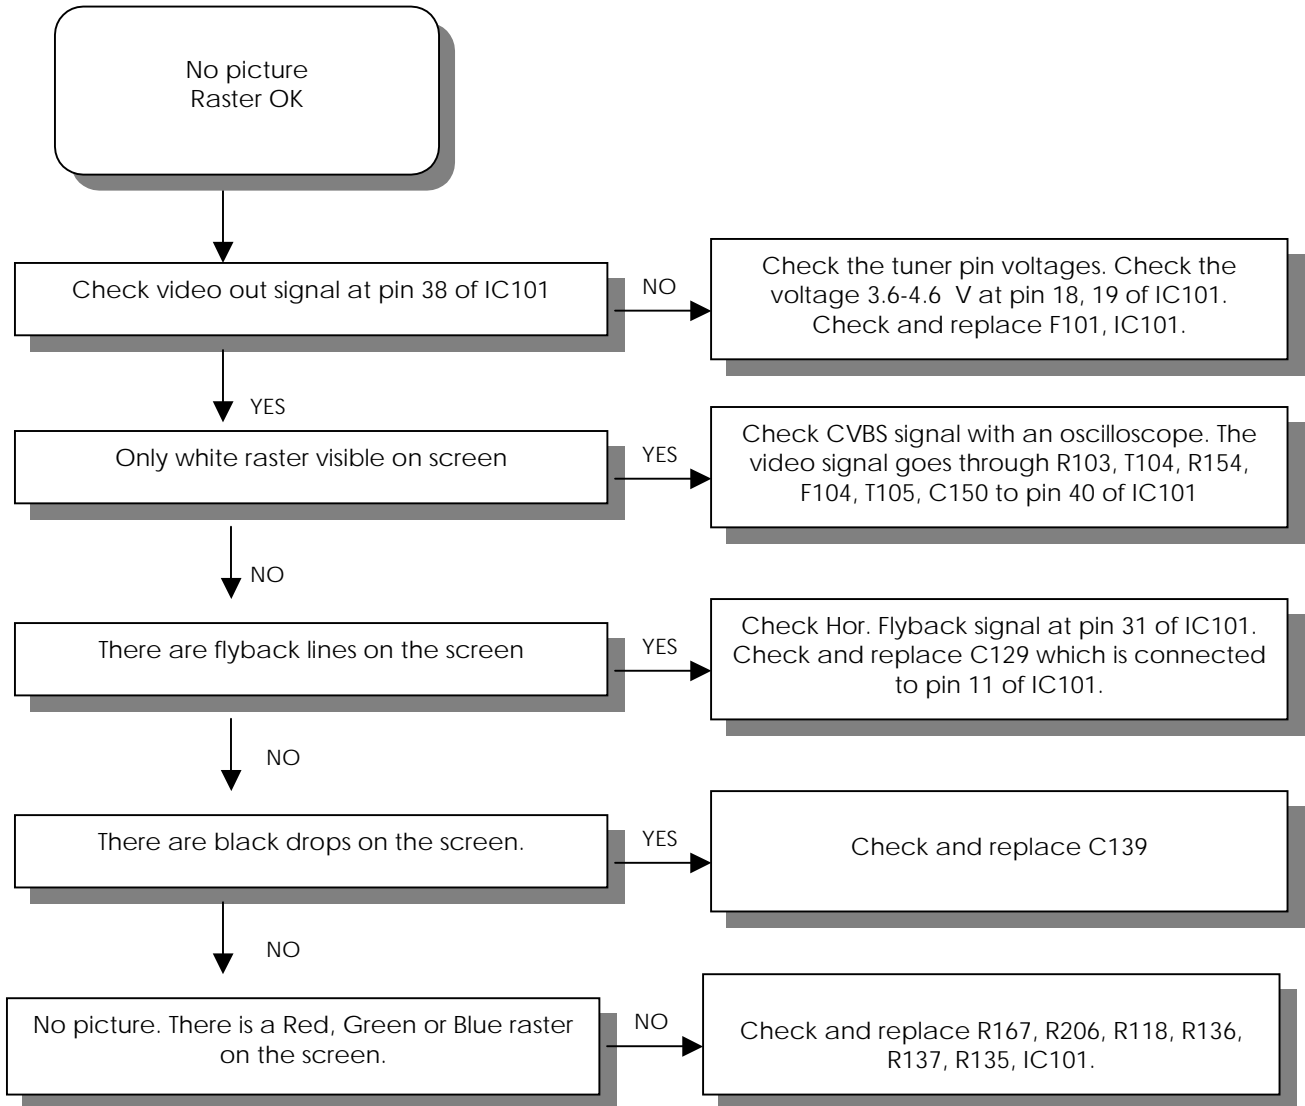 No picture
Raster OK
Check video out signal at pin 38 of IC101
NO
Check the tuner pin voltages. Check the
voltage 3.6-4.6 V at pin 18, 19 of IC101.
Check and replace F101, IC101.
YES
Only white raster visible on screen
YES
Check CVBS signal with an oscilloscope. The
video signal goes through R103, T104, R154,
F104, T105, C150 to pin 40 of IC101
NO
There are flyback lines on the screen
YES
Check Hor. Flyback signal at pin 31 of IC101.
Check and replace C129 which is connected
to pin 11 of IC101.
NO
There are black drops on the screen.
YES
Check and replace C139
NO
No picture. There is a Red, Green or Blue raster
on the screen.
NO
Check and replace R167, R206, R118, R136,
R137, R135, IC101.